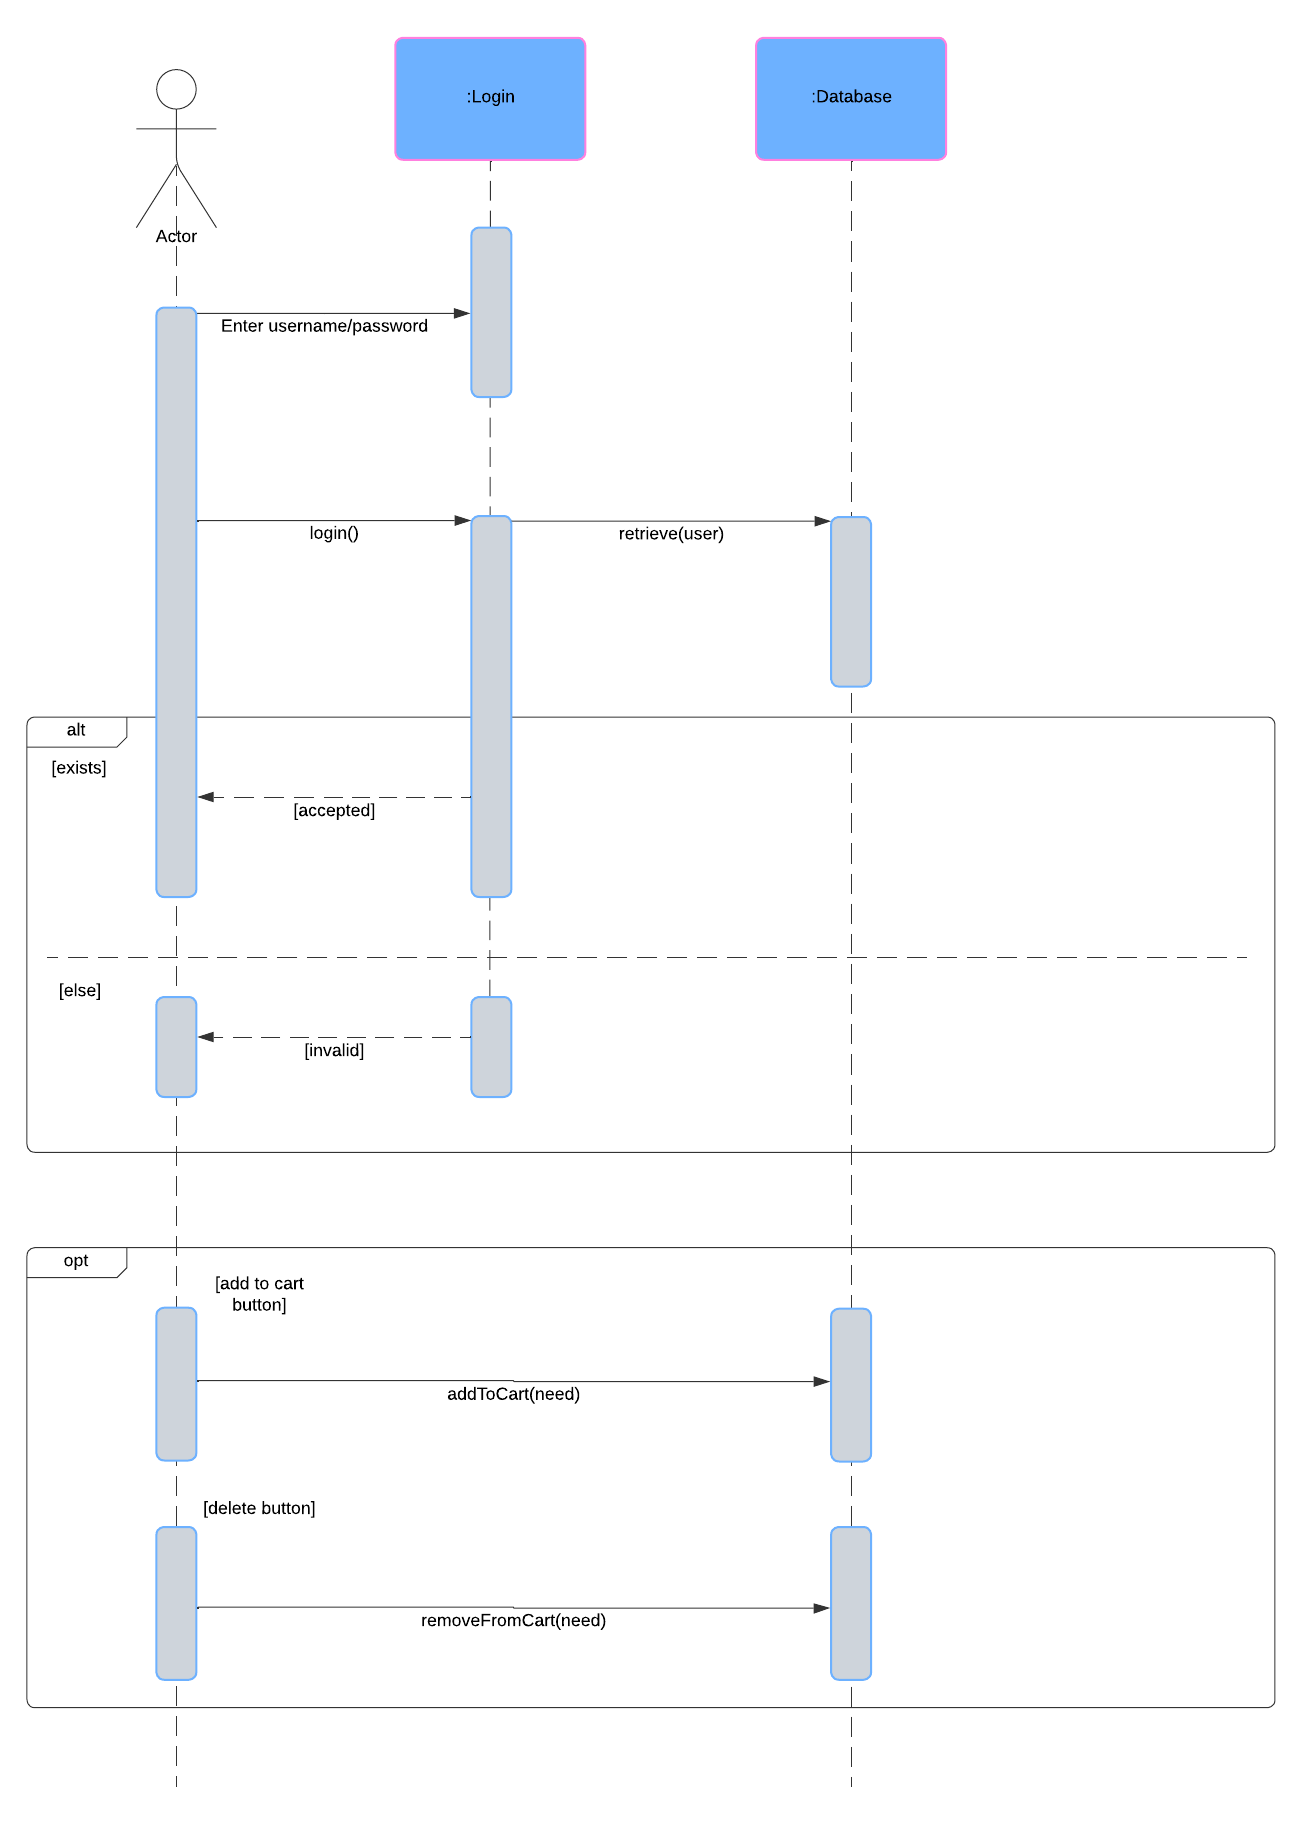 :Login
:Database
Actor
Enter username/password
login()
retrieve(user)
alt
[exists]
[accepted]
[else]
[invalid]
opt
[add to cart
button]
addToCart(need)
[delete button]
removeFromCart(need)